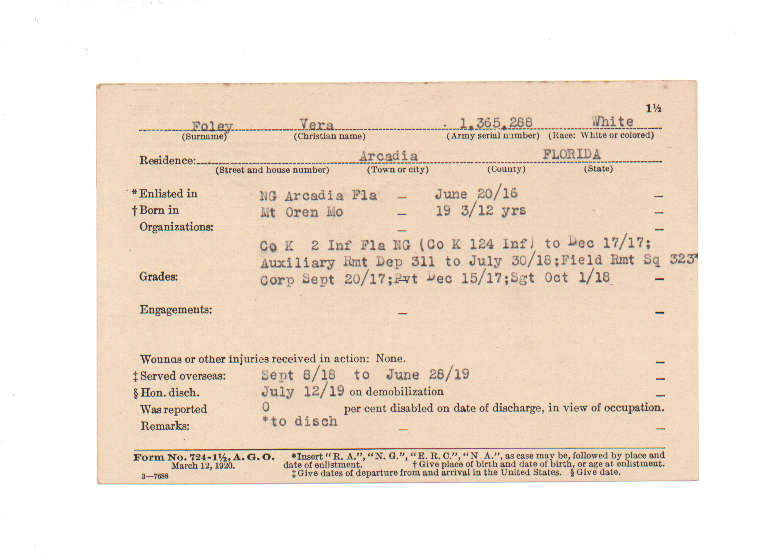 1½
Foley Vera 1,365,288 White
(Surname) (Christian name) (Army serial number) (Race: White or colored)
Residence: Arcadia FLORIDA
(Street and house number) (Town or city) (County) (State)
*Enlisted in NG Arcadia Fla June 20/16
†Born in Mt Oren Mo 19 3/12 yrs
Organizations:
Co K 2 Inf Fla NG (Co K 124 Inf) to Dec 17/17;
Auxiliary Rmt Dep 311 to July 30/18;Field Rmt Sq 323*
Grades: Corp Sept 20/17;Pvt Dec 15/17;Sgt Oct 1/18
Engagements:
Wounds or other injuries received in action: None.
‡Served overseas: Sept 8/18 to June 28/19
§Hon. disch. July 12/19 on demobilization
Was reported 0 per cent disabled on date of discharge, in view of occupation.
Remarks: *to disch
Form No. 724-1½, A. G. O. *Insert "R. A.", "N. G.", "E. R. C.", "N A.", as case may be, followed by place and
March 12, 1920. date of enlistment. †Give place of birth and date of birth, or age at enlistment.
3—7688 ‡Give dates of departure from and arrival in the United States. §Give date.